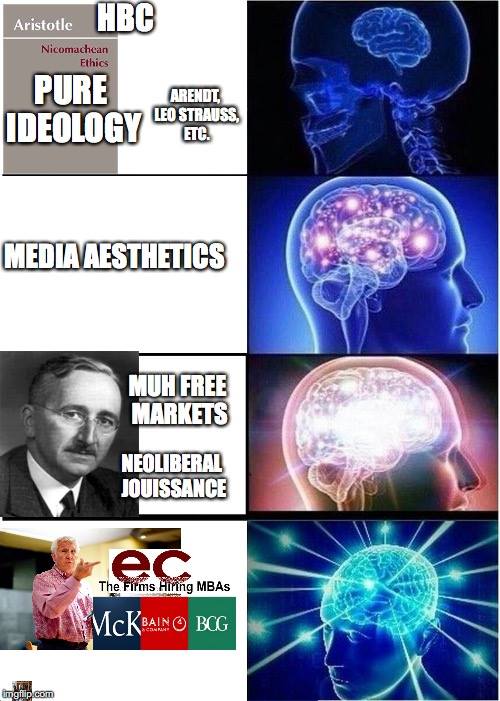 HBC
Aristotle
Nicomachean
Ethics
PURE
IDEOLOGY
ARENDT,
LEO STRAUSS,
ETC.
MEDIA AESTHETICS
MUH FREE
MARKETS
NEOLIBERAL
JOUISSANCE
ec
The Firms Hiring MBAs
McK
BAIN
& COMPANY
BCG
imgflip.com